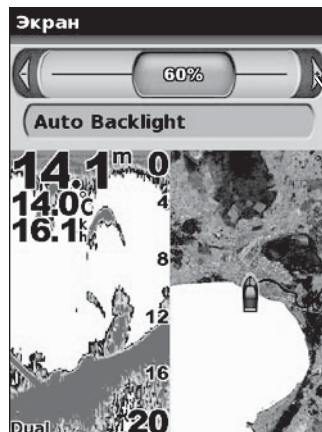 Экран
60%
Auto Backlight
14.1 m 0
14.0 °C 4
16.1 k/h
8
12
16
Dual 20